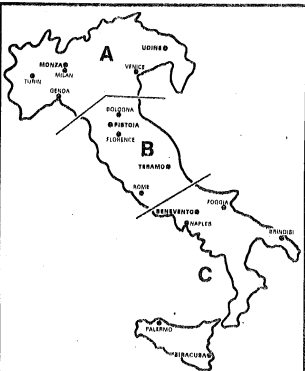 UDINE
A
MONZA
VENICE
MILAN
TURIN
GENOA
BOLOGNA
PISTOIA
FLORENCE
B
TERAMO
ROME
FOGGIA
BENEVENTO
NAPLES
BRINDISI
C
PALERMO
SIRACUSA